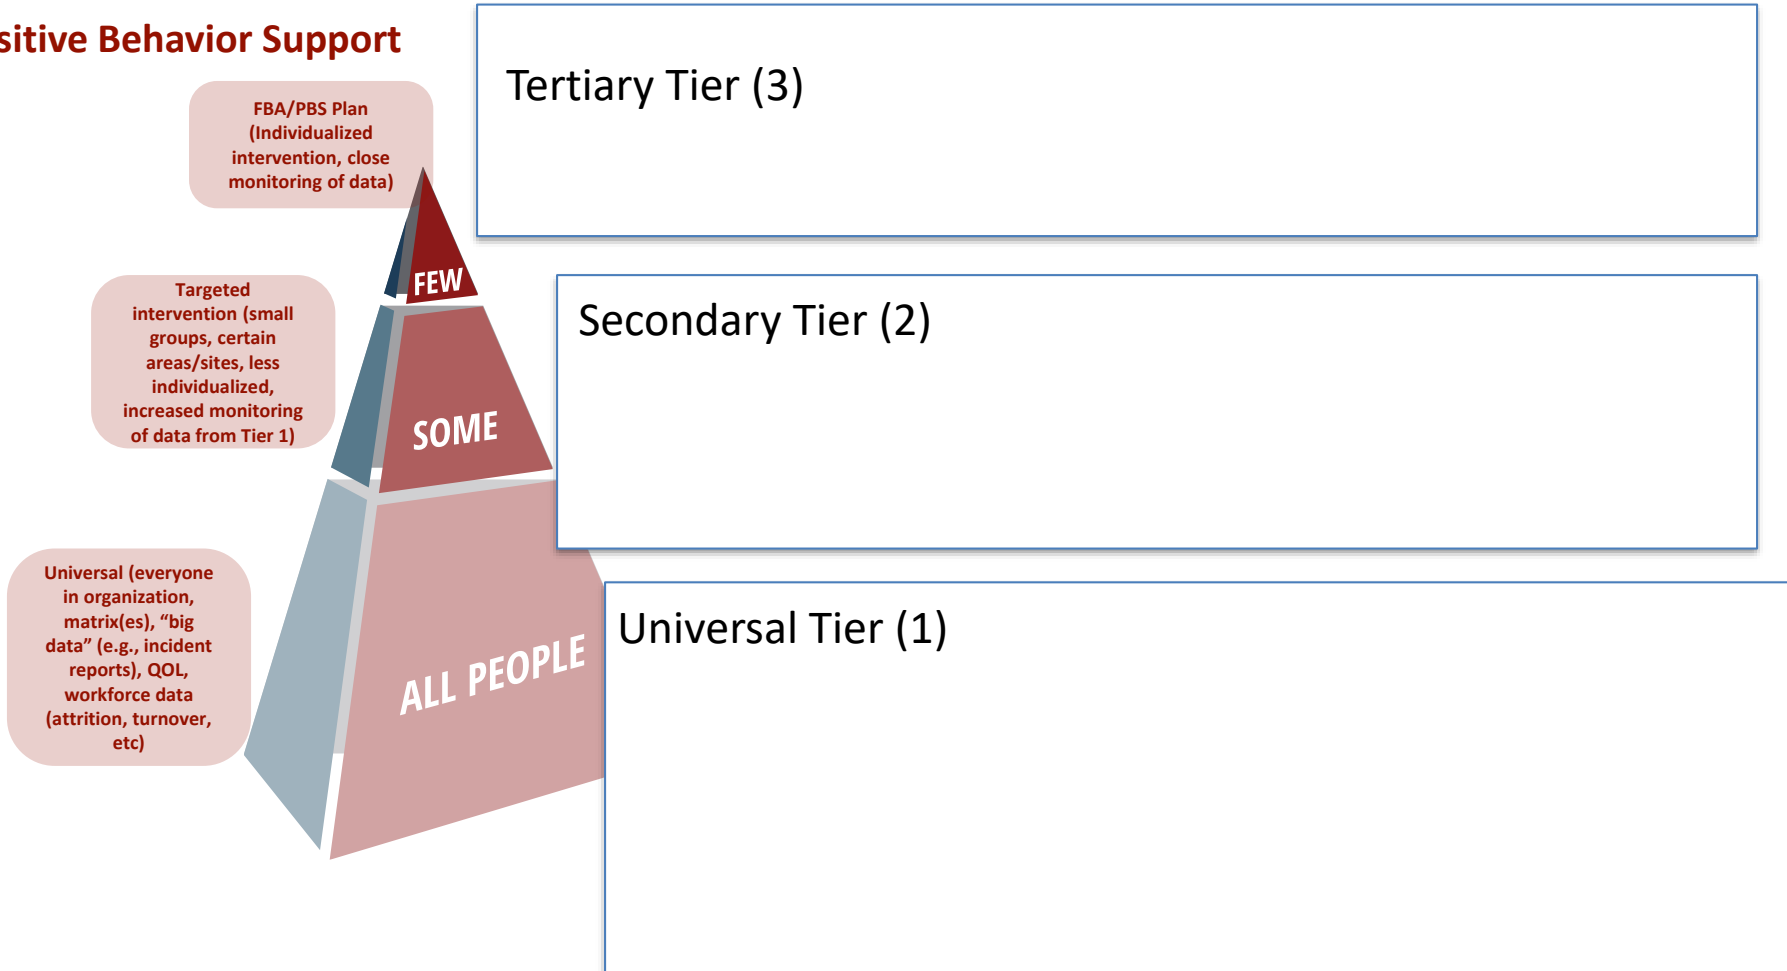 sitive Behavior Support
Tertiary Tier (3)
FBA/PBS Plan
(Individualized
intervention, close
monitoring of data)
FEW
Secondary Tier (2)
Targeted
intervention (small
groups, certain
areas/sites, less
individualized,
increased monitoring
of data from Tier 1)
SOME
Universal Tier (1)
Universal (everyone
in organization,
matrix(es), “big
data” (e.g., incident
reports), QOL,
workforce data
(attrition, turnover,
etc)
ALL PEOPLE